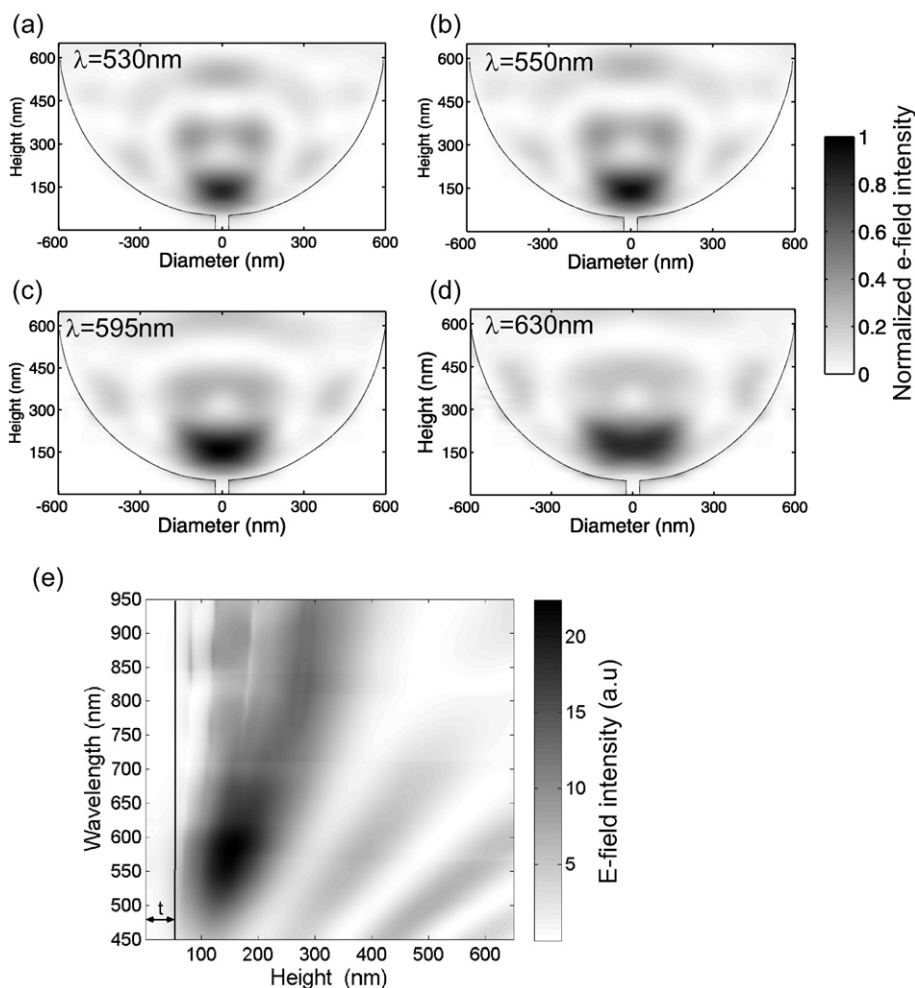 (a)
λ=530nm
Height (nm)
600
450
300
150
-600 -300 0 300 600
Diameter (nm)
(b)
λ=550nm
Height (nm)
600
450
300
150
-600 -300 0 300 600
Diameter (nm)
1
0.8
0.6
0.4
0.2
0
Normalized e-field intensity
(c)
λ=595nm
Height (nm)
600
450
300
150
-600 -300 0 300 600
Diameter (nm)
(d)
λ=630nm
Height (nm)
600
450
300
150
-600 -300 0 300 600
Diameter (nm)
(e)
Wavelength (nm)
950
900
850
800
750
700
650
600
550
500
450
t
100 200 300 400 500 600
Height (nm)
20
15
10
5
E-field intensity (a.u)